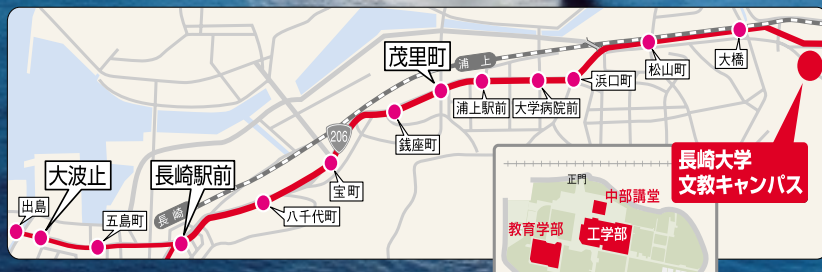 出島
大波止
五島町
長崎駅前
長崎
八千代町
宝町
206
銭座町
茂里町
浦上
浦上駅前
大学病院前
浜口町
松山町
大橋
長崎大学
文教キャンパス
正門
中部講堂
教育学部
工学部